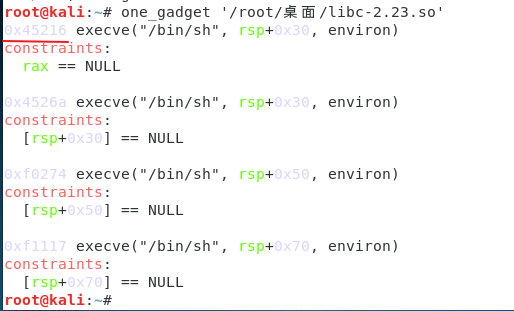 root@kali:~# one_gadget '/root/桌面/libc-2.23.so'
0x45216 execve("/bin/sh", rsp+0x30, environ)
constraints:
  rax == NULL

0x4526a execve("/bin/sh", rsp+0x30, environ)
constraints:
  [rsp+0x30] == NULL

0xf0274 execve("/bin/sh", rsp+0x50, environ)
constraints:
  [rsp+0x50] == NULL

0xf1117 execve("/bin/sh", rsp+0x70, environ)
constraints:
  [rsp+0x70] == NULL
root@kali:~#